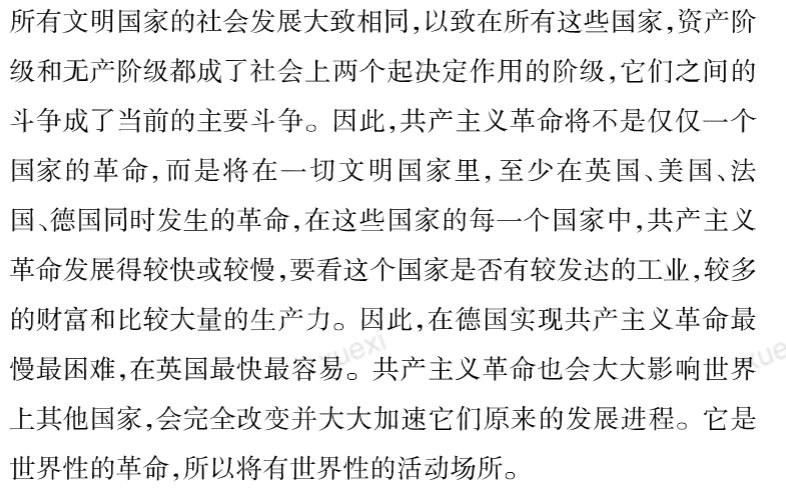 所有文明国家的社会发展大致相同,以致在所有这些国家,资产阶
级和无产阶级都成了社会上两个起决定作用的阶级,它们之间的
斗争成了当前的主要斗争。因此,共产主义革命将不是仅仅一个
国家的革命,而是将在一切文明国家里,至少在英国、美国、法
国、德国同时发生的革命,在这些国家的每一个国家中,共产主义
革命发展得较快或较慢,要看这个国家是否有较发达的工业,较多
的财富和比较大量的生产力。因此,在德国实现共产主义革命最
慢最困难,在英国最快最容易。共产主义革命也会大大影响世界
上其他国家,会完全改变并大大加速它们原来的发展进程。它是
世界性的革命,所以将有世界性的活动场所。